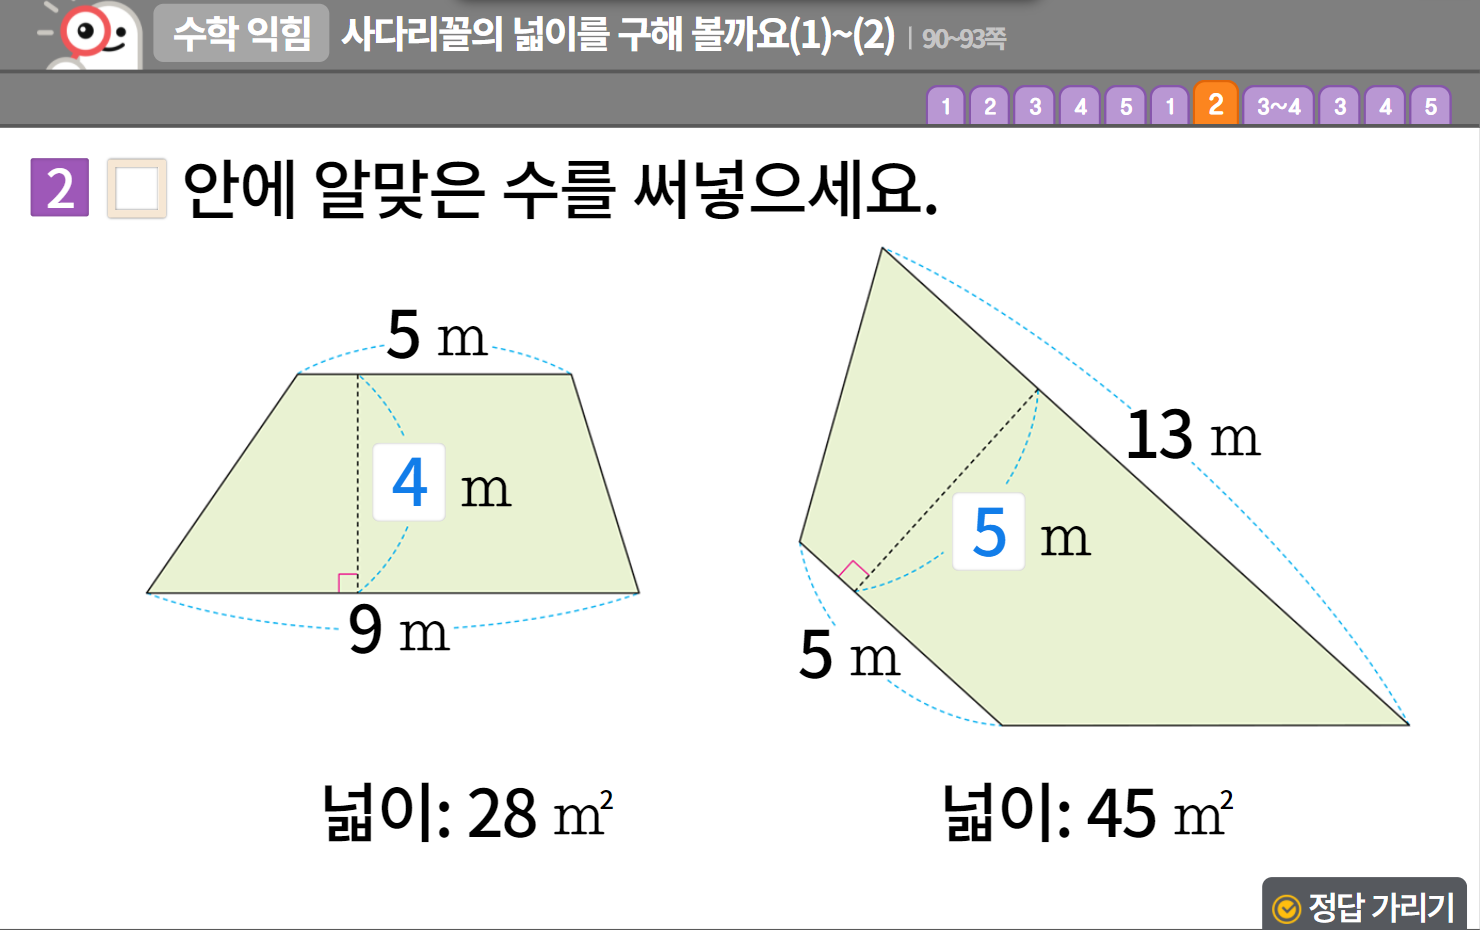 수학 익힘 사다리꼴의 넓이를 구해 볼까요(1)~(2) | 90~93쪽
1 2 3 4 5 1 2 3~4 3 4 5
2 □ 안에 알맞은 수를 써넣으세요.
5 m
4 m
9 m
13 m
5 m
5 m
넓이: 28 m²
넓이: 45 m²
정답 가리기